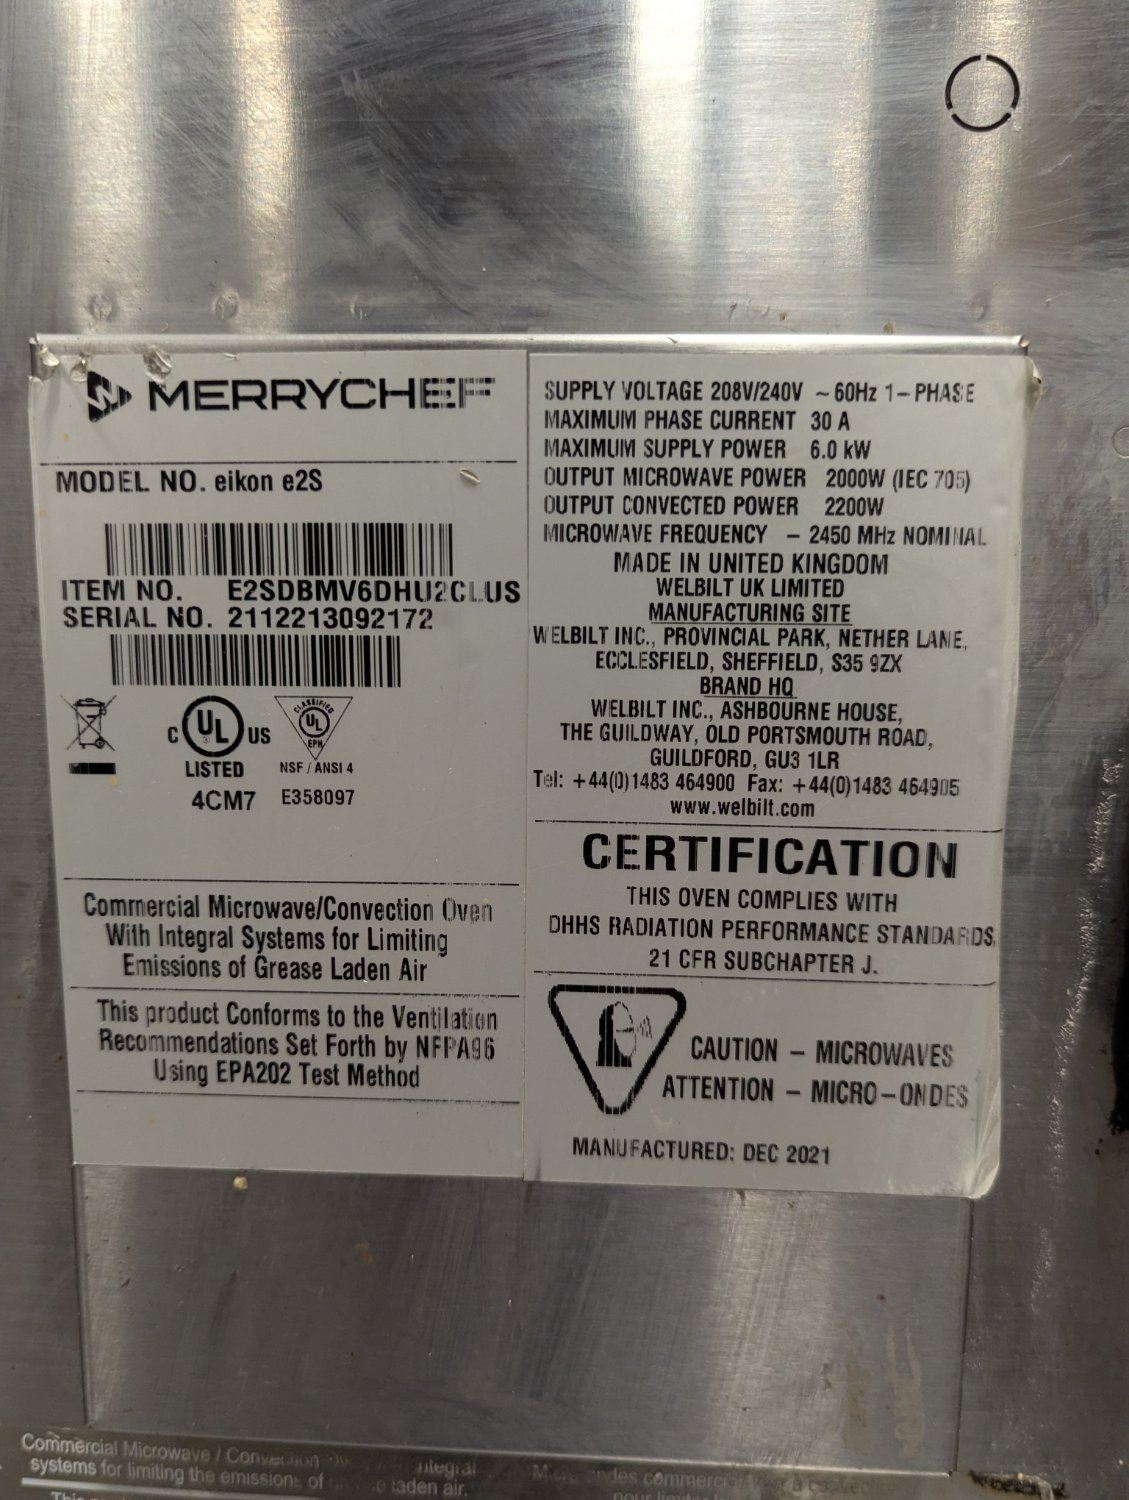 MERRYCHEF
MODEL NO. eikon e2S
ITEM NO. E2SDBMV6DHU2CLUS
SERIAL NO. 2112213092172
C UL US
LISTED
4CM7
CLASSIFIED
UL
EPH
NSF / ANSI 4
E358097
Commercial Microwave/Convection Oven
With Integral Systems for Limiting
Emissions of Grease Laden Air
This product Conforms to the Ventilation
Recommendations Set Forth by NFPA96
Using EPA202 Test Method
SUPPLY VOLTAGE 208V/240V ~ 60Hz 1-PHASE
MAXIMUM PHASE CURRENT 30 A
MAXIMUM SUPPLY POWER 6.0 kW
OUTPUT MICROWAVE POWER 2000W (IEC 705)
OUTPUT CONVECTED POWER 2200W
MICROWAVE FREQUENCY - 2450 MHz NOMINAL
MADE IN UNITED KINGDOM
WELBILT UK LIMITED
MANUFACTURING SITE
WELBILT INC., PROVINCIAL PARK, NETHER LANE,
ECCLESFIELD, SHEFFIELD, S35 9ZX
BRAND HQ
WELBILT INC., ASHBOURNE HOUSE,
THE GUILDWAY, OLD PORTSMOUTH ROAD,
GUILDFORD, GU3 1LR
Tel: +44(0)1483 464900 Fax: +44(0)1483 464905
www.welbilt.com
CERTIFICATION
THIS OVEN COMPLIES WITH
DHHS RADIATION PERFORMANCE STANDARDS,
21 CFR SUBCHAPTER J.
CAUTION - MICROWAVES
ATTENTION - MICRO-ONDES
MANUFACTURED: DEC 2021
Commercial Microwave / Convection
systems for limiting the emissions of laden air.